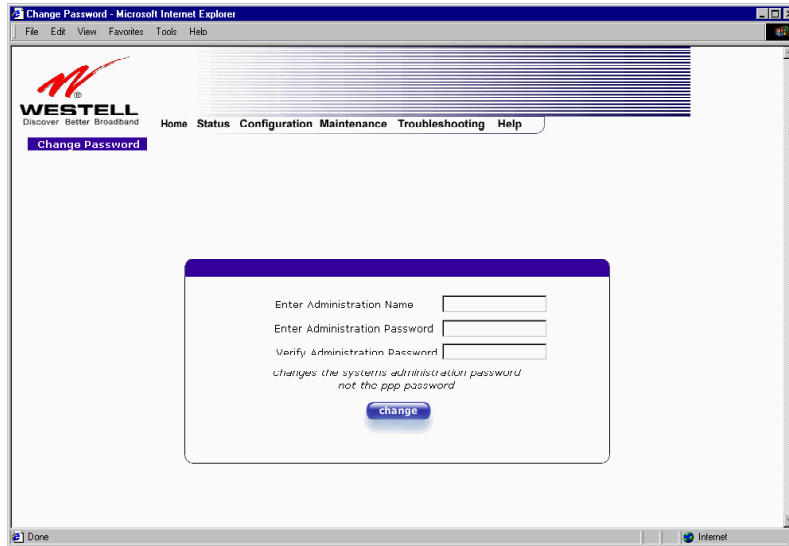 Change Password - Microsoft Internet Explorer
File Edit View Favorites Tools Help
WESTELL
Discover Better Broadband
Home Status Configuration Maintenance Troubleshooting Help
Change Password
Enter Administration Name
Enter Administration Password
Verify Administration Password
changes the systems administration password
not the ppp password
change
Done
Internet